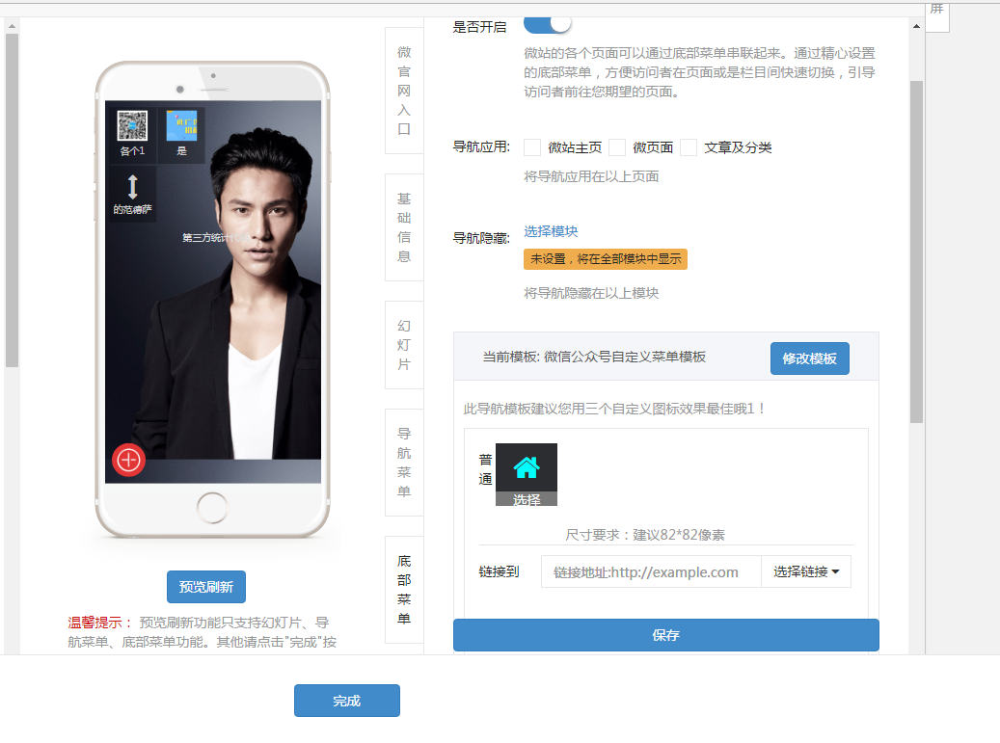 屏
是否开启
微站的各个页面可以通过底部菜单串联起来。通过精心设置
的底部菜单，方便访问者在页面或是栏目间快速切换，引导
访问者前往您期望的页面。
导航应用:
微站主页
微页面
文章及分类
将导航应用在以上页面
导航隐藏:
选择模块
未设置，将在全部模块中显示
将导航隐藏在以上模块
当前模板: 微信公众号自定义菜单模板
修改模板
此导航模板建议您用三个自定义图标效果最佳哦1！
普
通
选择
尺寸要求：建议82*82像素
链接到
链接地址:http://example.com
选择链接
保存
微
官
网
入
口
基
础
信
息
幻
灯
片
导
航
菜
单
底
部
菜
单
各个1
是
的范德萨
第三方统计
预览刷新
温馨提示： 预览刷新功能只支持幻灯片、导
航菜单、底部菜单功能。其他请点击"完成"按
完成